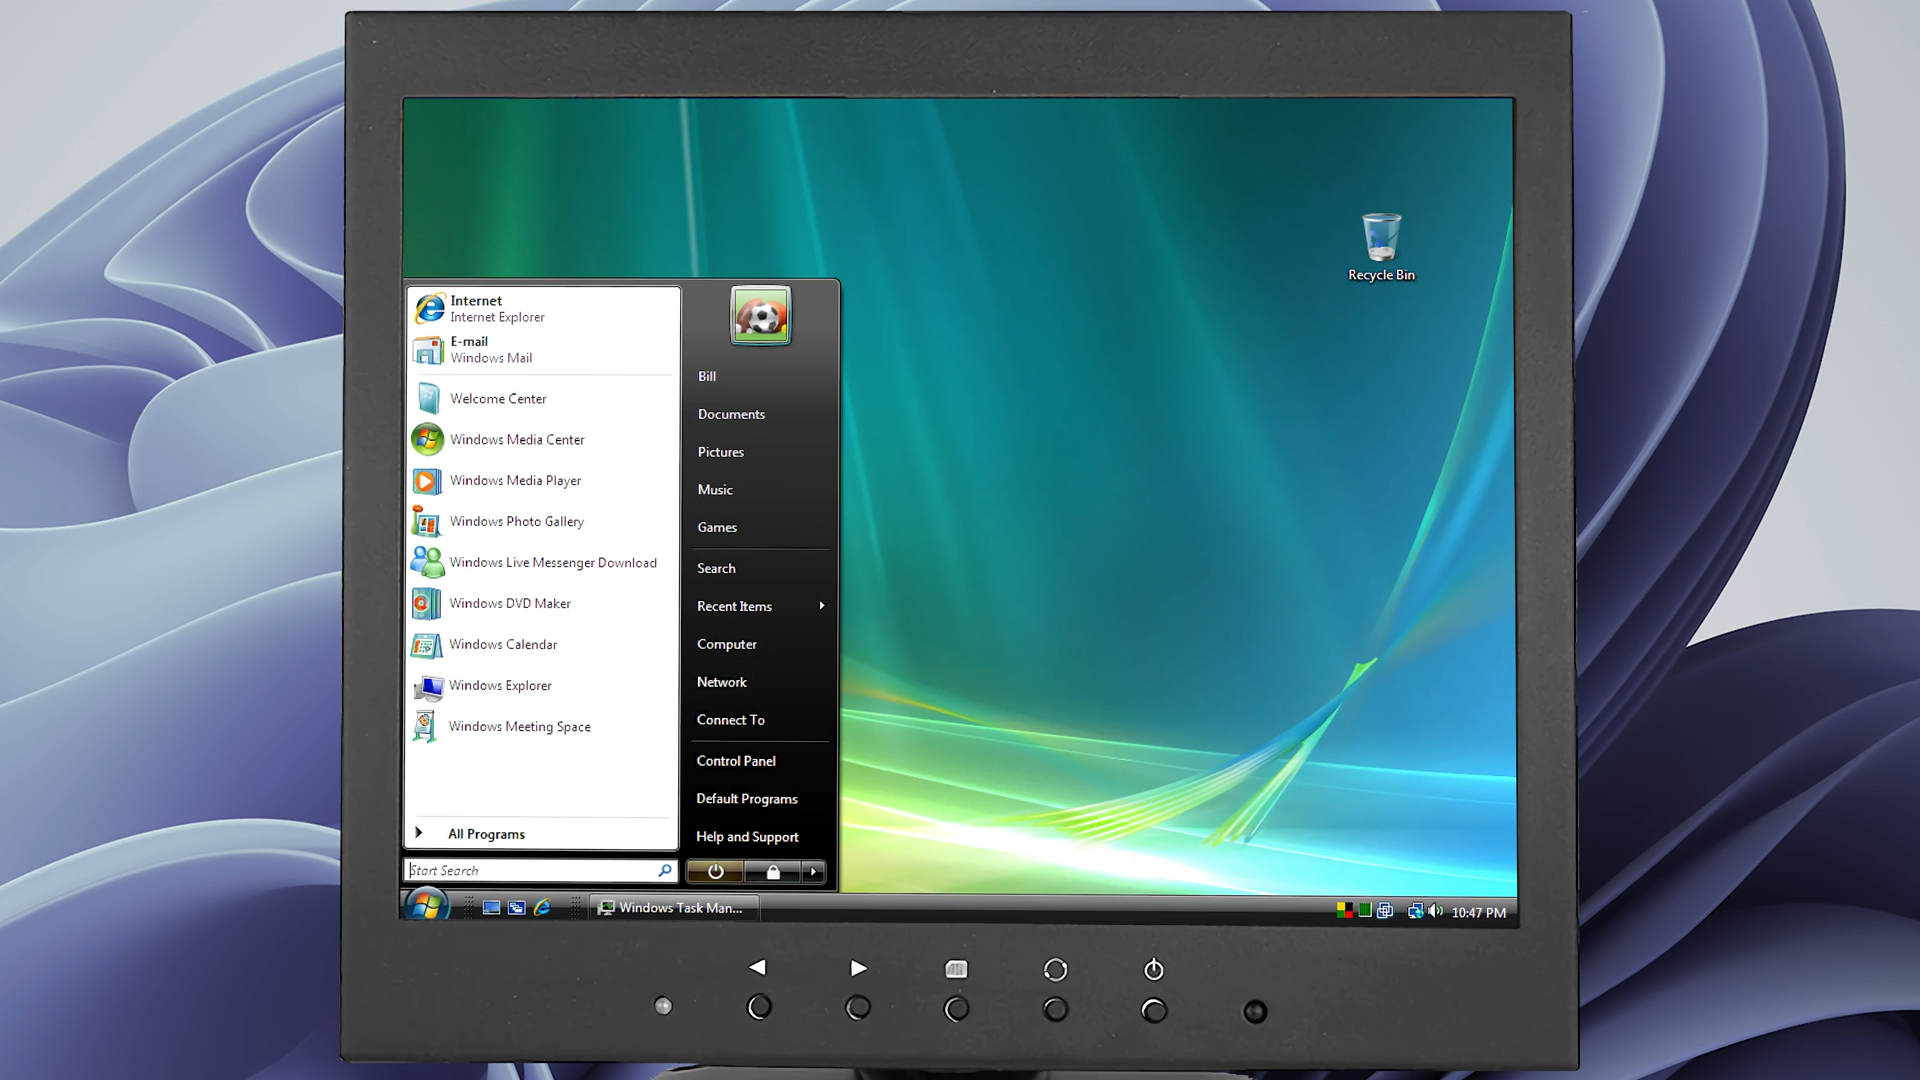 Recycle Bin
Internet
Internet Explorer
E-mail
Windows Mail
Welcome Center
Windows Media Center
Windows Media Player
Windows Photo Gallery
Windows Live Messenger Download
Windows DVD Maker
Windows Calendar
Windows Explorer
Windows Meeting Space
All Programs
Start Search
Bill
Documents
Pictures
Music
Games
Search
Recent Items
Computer
Network
Connect To
Control Panel
Default Programs
Help and Support
Windows Task Man...
10:47 PM